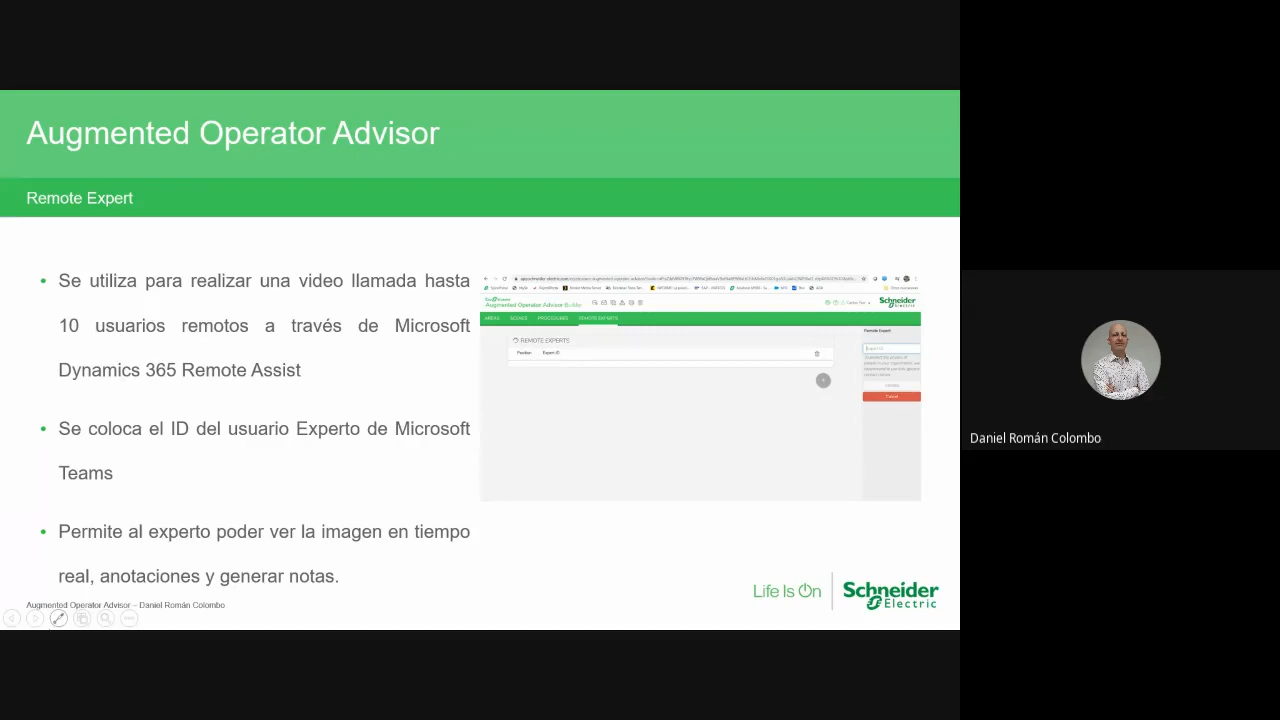 Augmented Operator Advisor
Remote Expert
• Se utiliza para realizar una video llamada hasta
10 usuarios remotos a través de Microsoft
Dynamics 365 Remote Assist
• Se coloca el ID del usuario Experto de Microsoft
Teams
• Permite al experto poder ver la imagen en tiempo
real, anotaciones y generar notas.
Augmented Operator Advisor – Daniel Román Colombo
Augmented Operator Advisor Builder
Schneider
Electric
AREAS SCENES PROCEDURES REMOTE EXPERTS
REMOTE EXPERTS
Position Expert ID
Remote Expert
Cancel
Life Is On
Schneider
Electric
Daniel Román Colombo